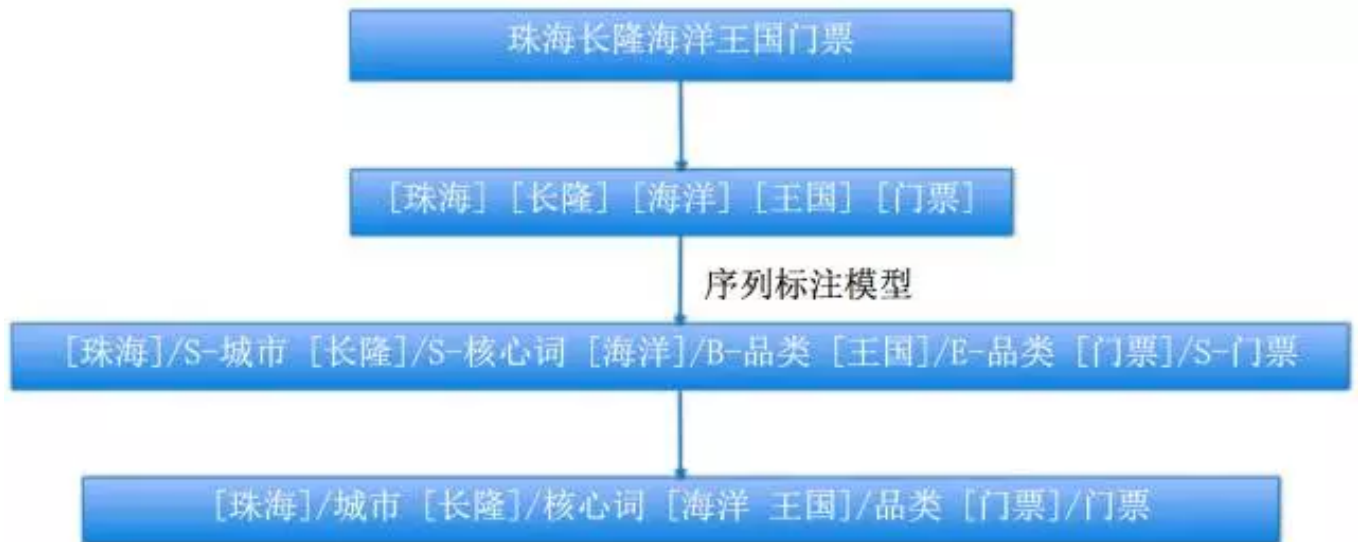 珠海长隆海洋王国门票
[珠海] [长隆] [海洋] [王国] [门票]
序列标注模型
[珠海]/S-城市 [长隆]/S-核心词 [海洋]/B-品类 [王国]/E-品类 [门票]/S-门票
[珠海]/城市 [长隆]/核心词 [海洋 王国]/品类 [门票]/门票